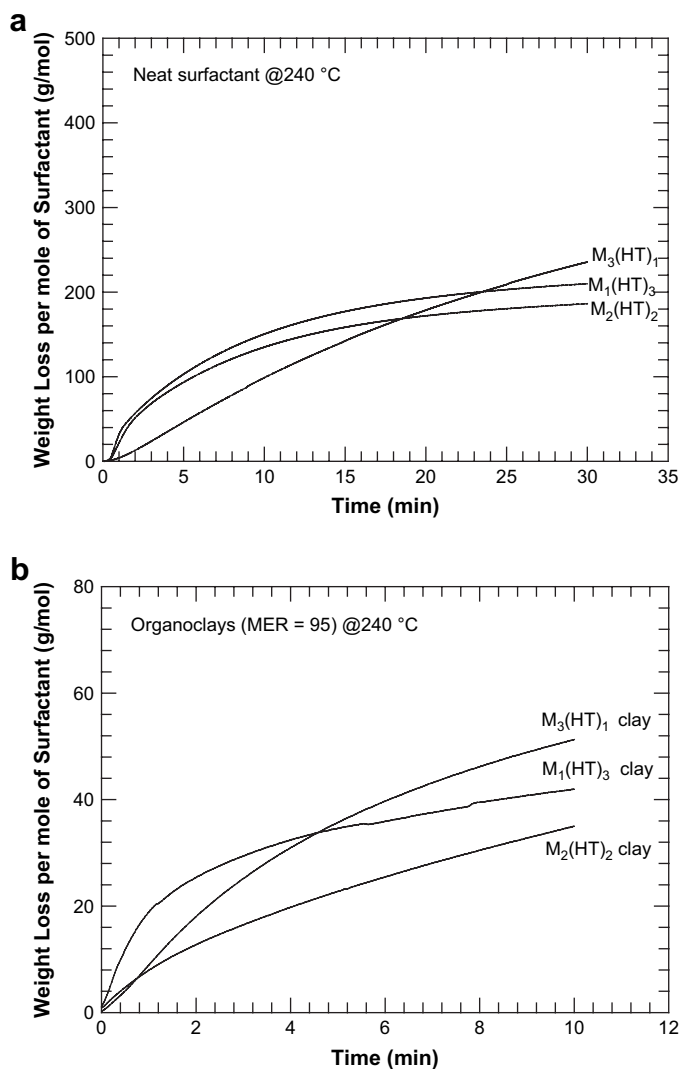 a
500
400
300
200
100
0
Weight Loss per mole of Surfactant (g/mol)
Neat surfactant @240 °C
M₃(HT)₁
M₁(HT)₃
M₂(HT)₂
0 5 10 15 20 25 30 35
Time (min)
b
80
60
40
20
0
Weight Loss per mole of Surfactant (g/mol)
Organoclays (MER = 95) @240 °C
M₃(HT)₁ clay
M₁(HT)₃ clay
M₂(HT)₂ clay
0 2 4 6 8 10 12
Time (min)